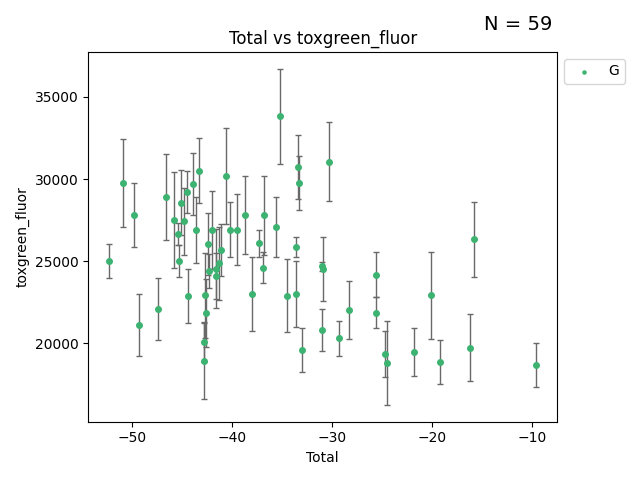 N = 59
Total vs toxgreen_fluor
G
35000
30000
25000
20000
toxgreen_fluor
−50
−40
−30
−20
−10
Total